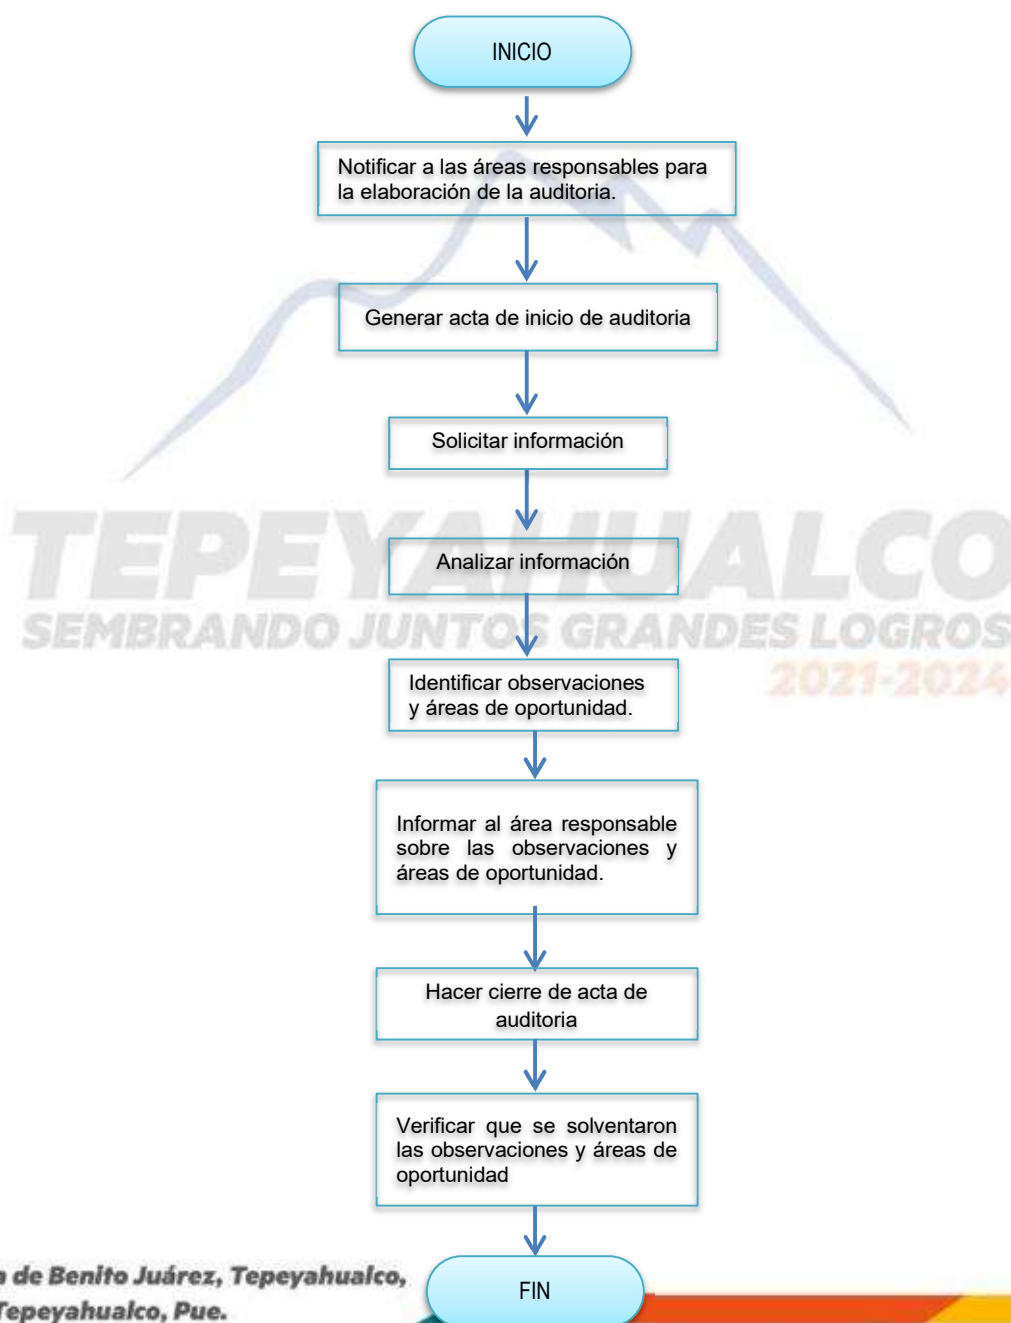 INICIO
Notificar a las áreas responsables para
la elaboración de la auditoria.
Generar acta de inicio de auditoria
Solicitar información
TEPEYAHUALCO
Analizar información
SEMBRANDO JUNTOS GRANDES LOGROS
2021-2024
Identificar observaciones
y áreas de oportunidad.
Informar al área responsable
sobre las observaciones y
áreas de oportunidad.
Hacer cierre de acta de
auditoria
Verificar que se solventaron
las observaciones y áreas de
oportunidad
de Benito Juárez, Tepeyahualco,
Tepeyahualco, Pue.
FIN